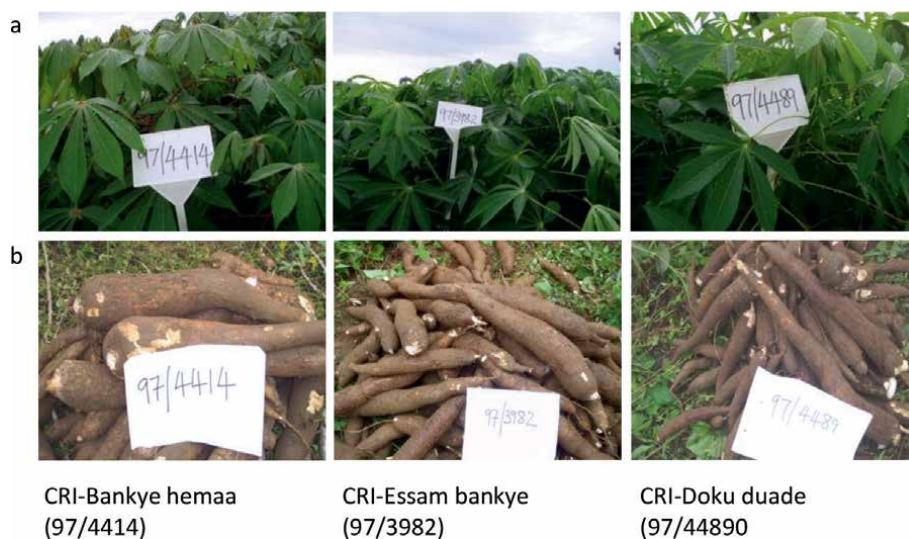 a
97/4414
97/3982
97/4489
b
97/4414
97/3982
97/4489
CRI-Bankye hemaa
(97/4414)
CRI-Essam bankye
(97/3982)
CRI-Doku duade
(97/44890